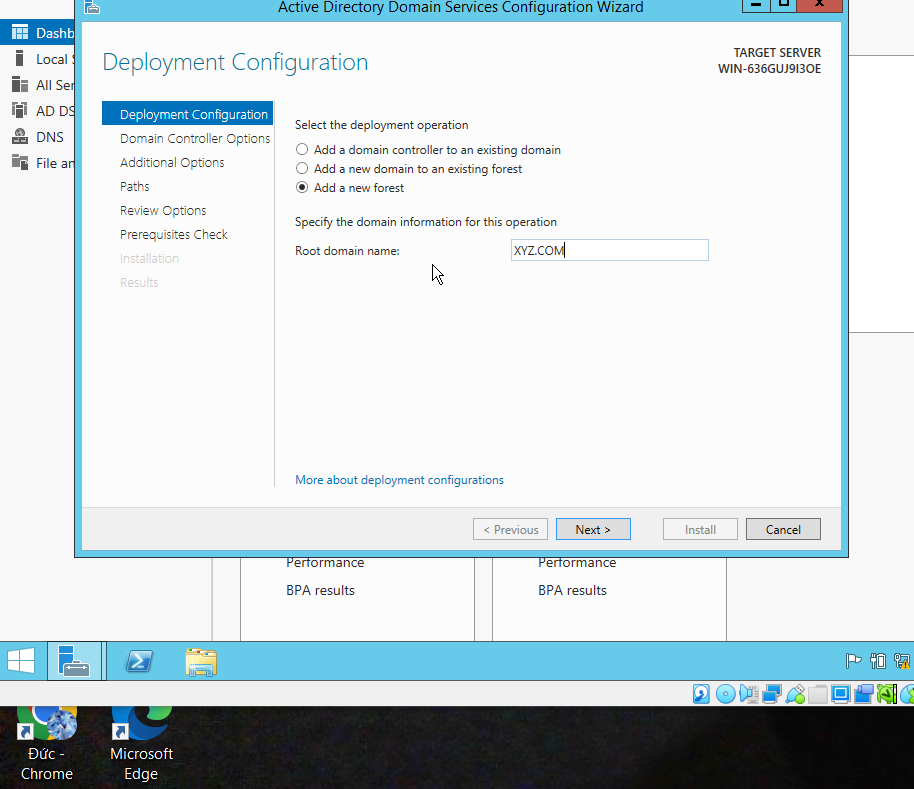 Active Directory Domain Services Configuration Wizard
Deployment Configuration
TARGET SERVER
WIN-636GUJ9I3OE
Dashb
Local S
All Ser
AD DS
DNS
File an
Deployment Configuration
Domain Controller Options
Additional Options
Paths
Review Options
Prerequisites Check
Installation
Results
Select the deployment operation
Add a domain controller to an existing domain
Add a new domain to an existing forest
Add a new forest
Specify the domain information for this operation
Root domain name: XYZ.COM
More about deployment configurations
< Previous
Next >
Install
Cancel
Performance
BPA results
Performance
BPA results
Đức -
Chrome
Microsoft
Edge